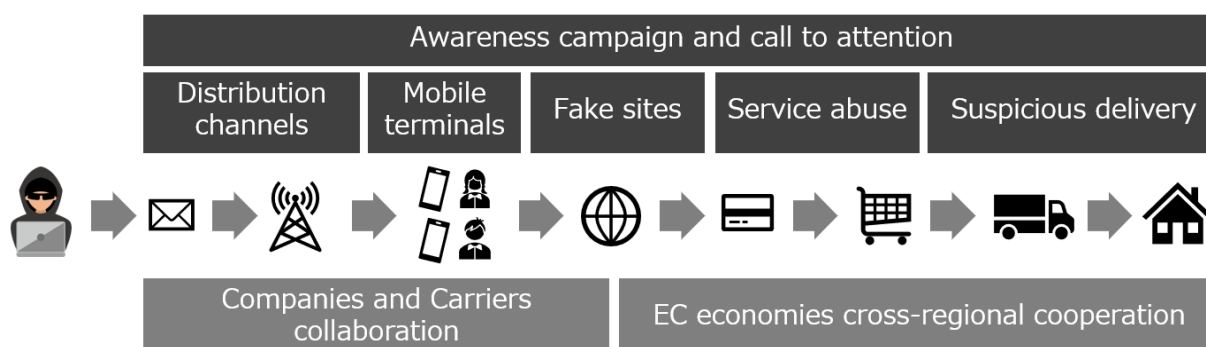 Awareness campaign and call to attention
Distribution
channels
Mobile
terminals
Fake sites
Service abuse
Suspicious delivery
Companies and Carriers
collaboration
EC economies cross-regional cooperation